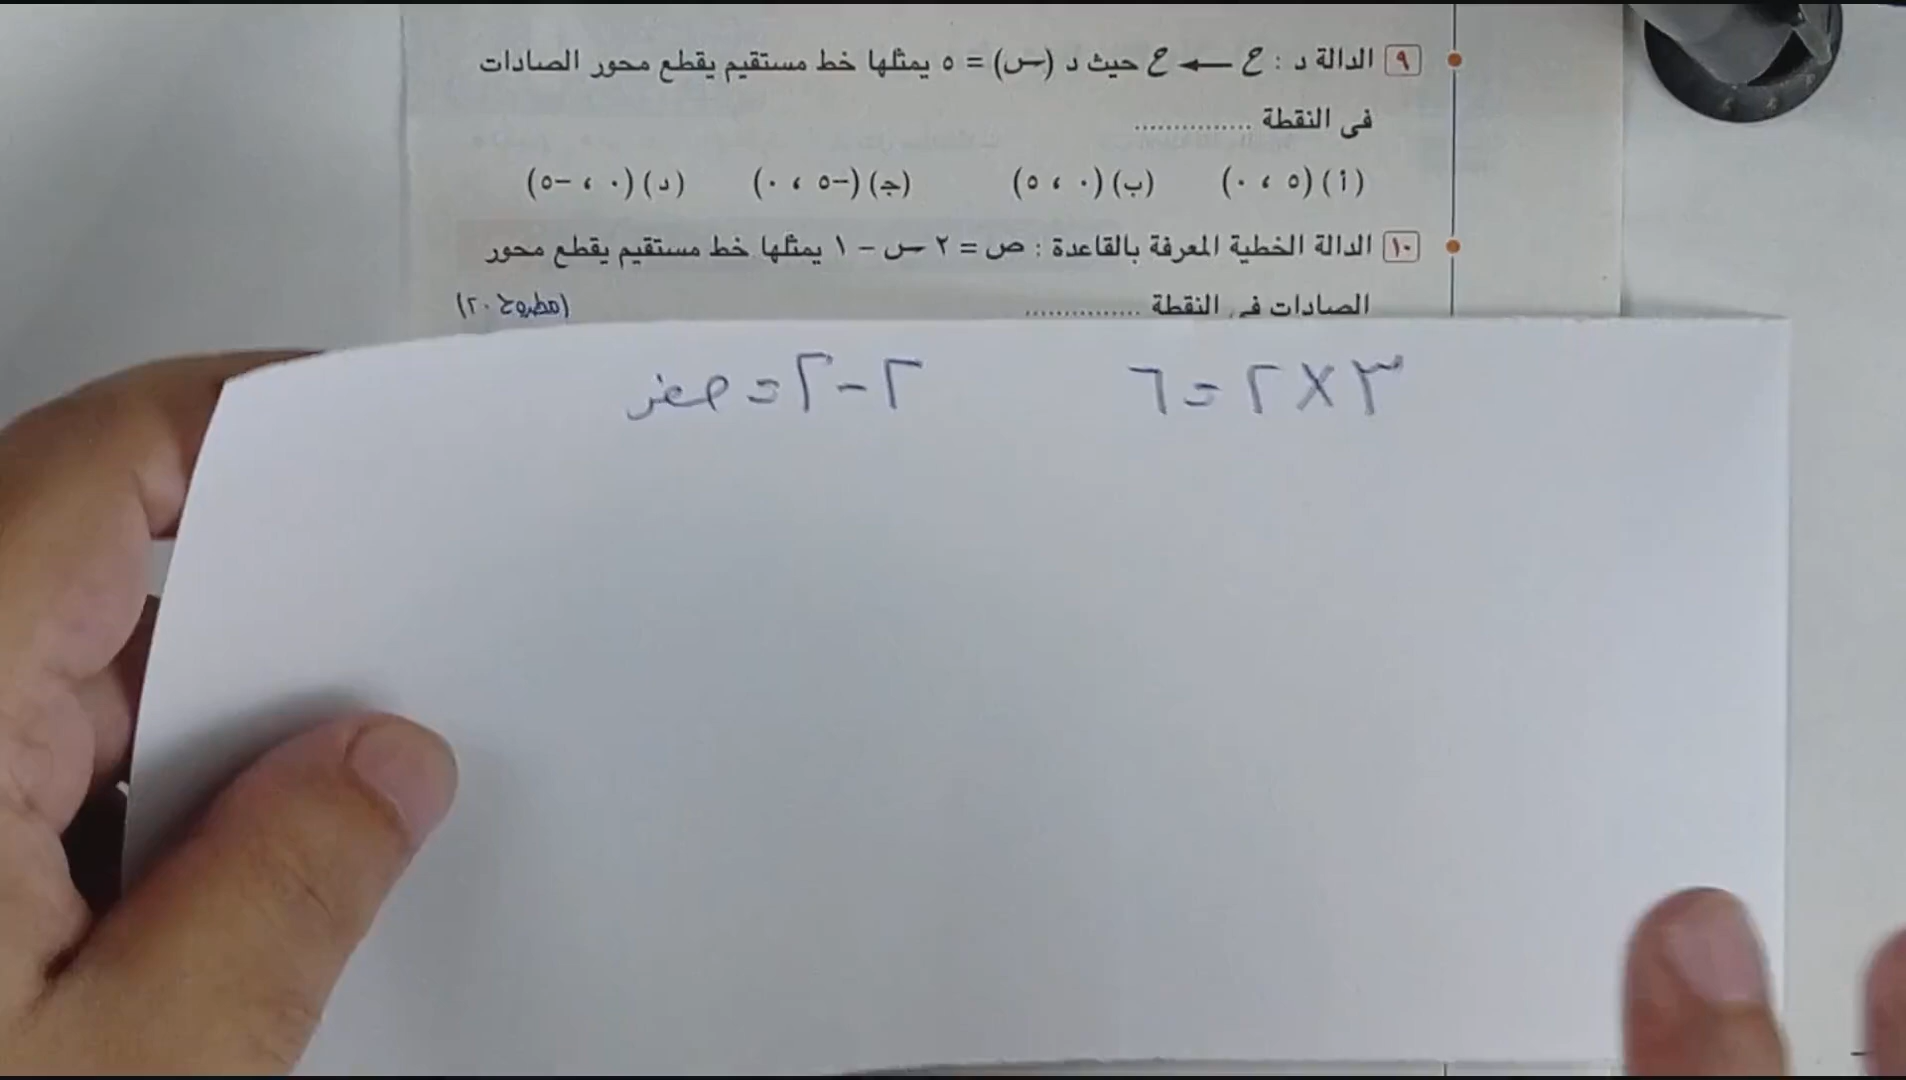 ٩ الدالة د : ع ← ع حيث د (س) = ٥ يمثلها خط مستقيم يقطع محور الصادات
فى النقطة ...............
(أ) (٥ ، ٠) (ب) (٠ ، ٥) (جـ) (-٥ ، ٠) (د) (٠ ، -٥)
١٠ الدالة الخطية المعرفة بالقاعدة : ص = ٢ س - ١ يمثلها خط مستقيم يقطع محور
الصادات فى النقطة ............... (مطروح ٢٠)
٣ × ٢ = ٦ ٢ - ٢ = صفر